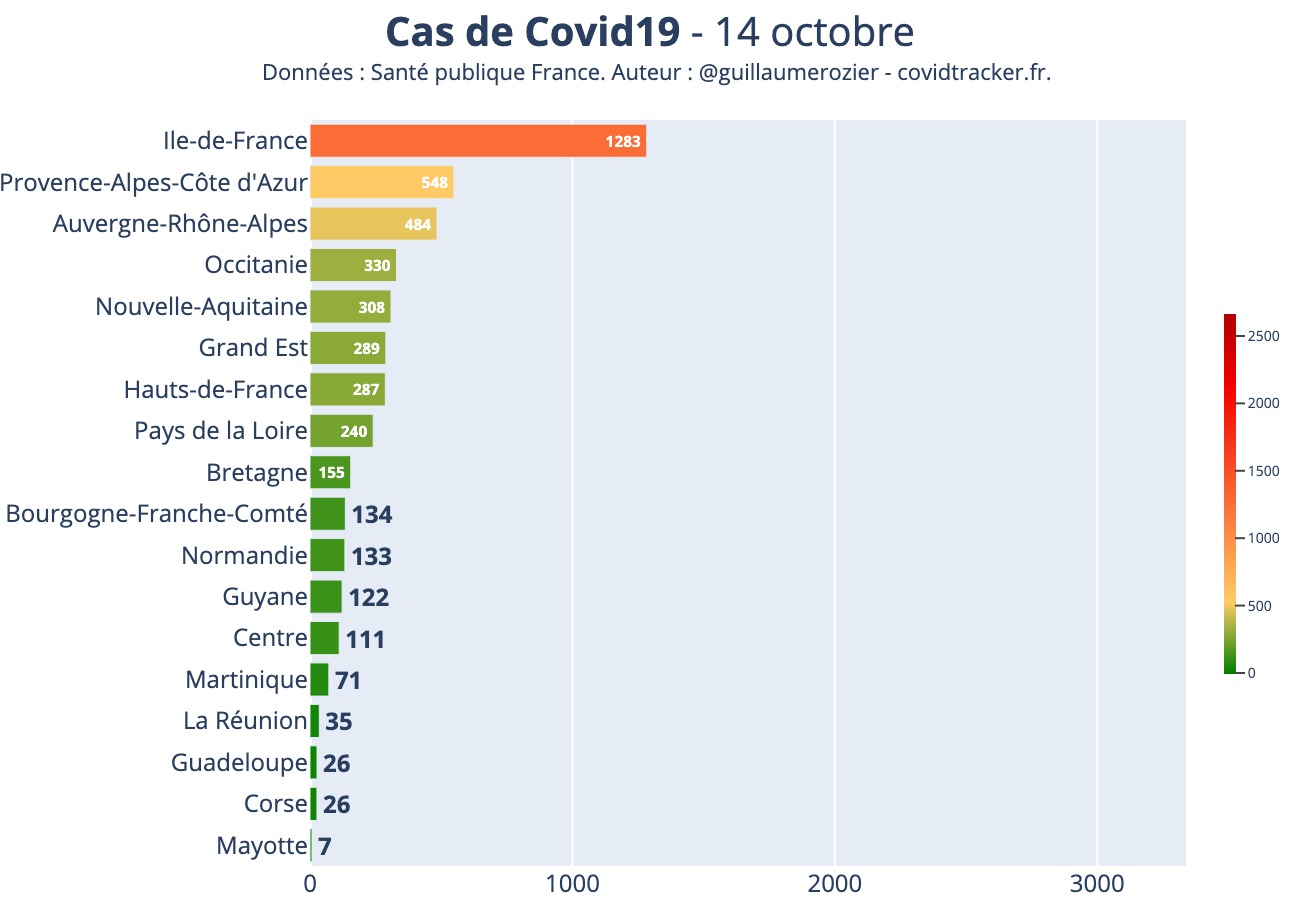 Cas de Covid19 - 14 octobre
Données : Santé publique France. Auteur : @guillaumerozier - covidtracker.fr.
Ile-de-France 1283
Provence-Alpes-Côte d'Azur 548
Auvergne-Rhône-Alpes 484
Occitanie 330
Nouvelle-Aquitaine 308
Grand Est 289
Hauts-de-France 287
Pays de la Loire 240
Bretagne 155
Bourgogne-Franche-Comté 134
Normandie 133
Guyane 122
Centre 111
Martinique 71
La Réunion 35
Guadeloupe 26
Corse 26
Mayotte 7
0 1000 2000 3000
2500
2000
1500
1000
500
0